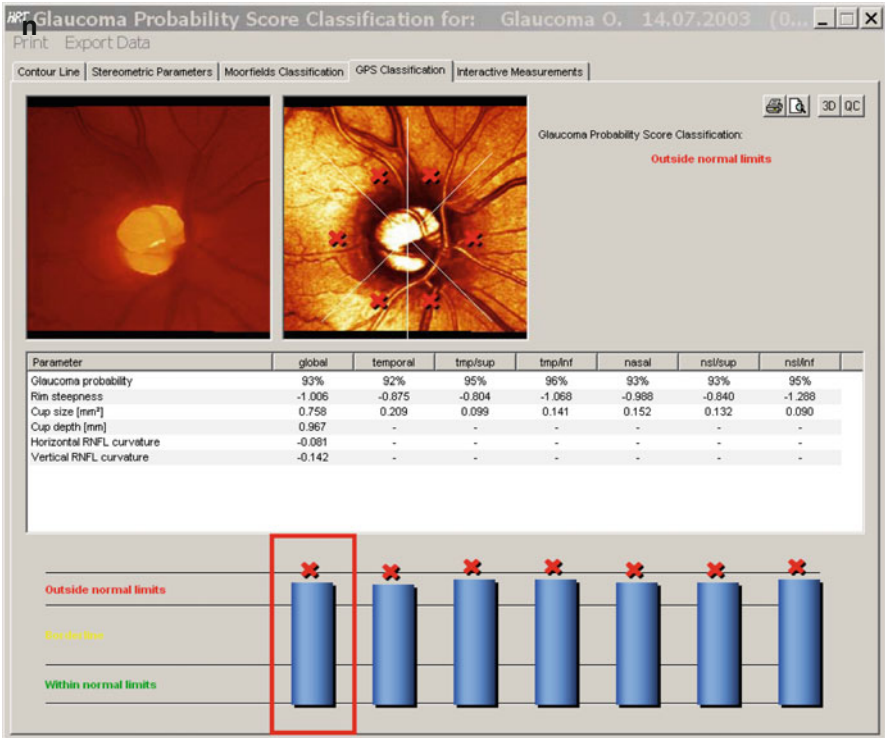 HRT Glaucoma Probability Score Classification for: Glaucoma O. 14.07.2003 (0...
n
Print Export Data
Contour Line Stereometric Parameters Moorfields Classification GPS Classification Interactive Measurements
3D QC
Glaucoma Probability Score Classification:
Outside normal limits
Parameter global temporal tmp/sup tmp/inf nasal nsl/sup nsl/inf
Glaucoma probability 93% 92% 95% 96% 93% 93% 95%
Rim steepness -1.006 -0.875 -0.804 -1.068 -0.988 -0.840 -1.288
Cup size [mm²] 0.758 0.209 0.099 0.141 0.152 0.132 0.090
Cup depth [mm] 0.967 - - - - - -
Horizontal RNFL curvature -0.081 - - - - - -
Vertical RNFL curvature -0.142 - - - - - -
Outside normal limits
Borderline
Within normal limits